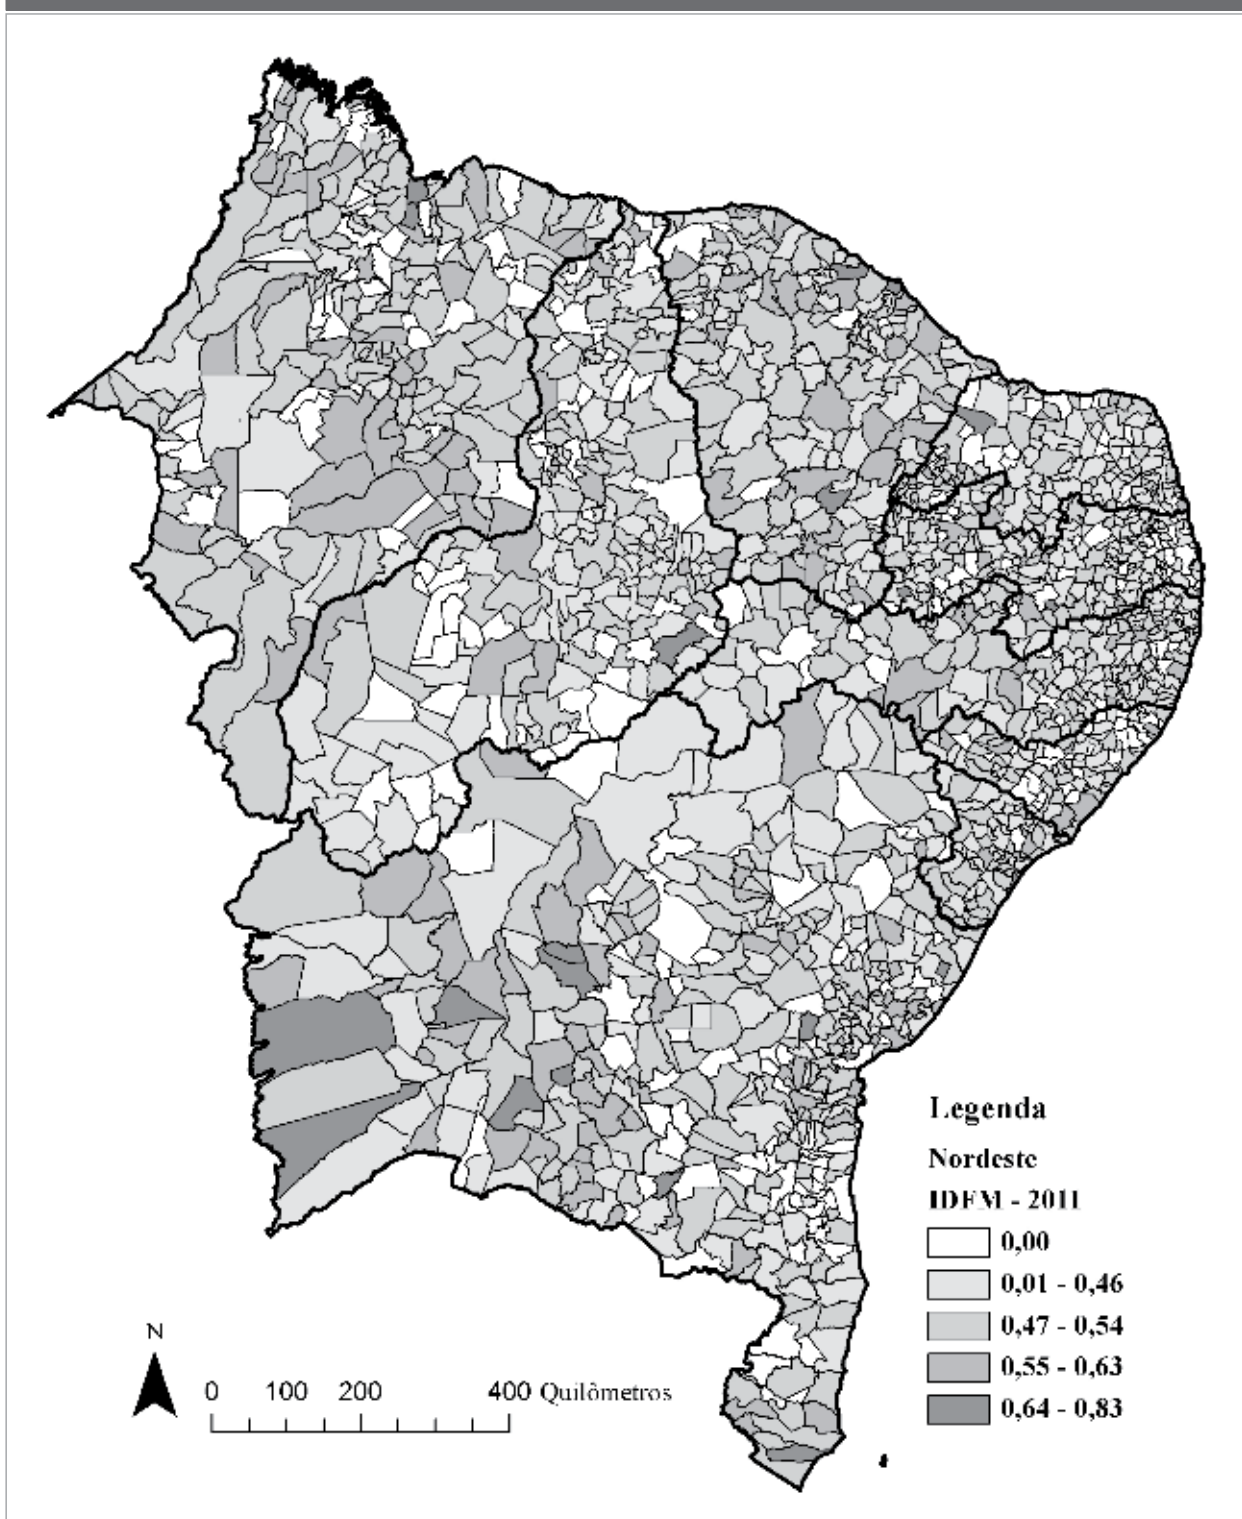 Legenda
Nordeste
IDFM - 2011
0,00
0,01 - 0,46
0,47 - 0,54
0,55 - 0,63
0,64 - 0,83
N
0 100 200 400 Quilômetros